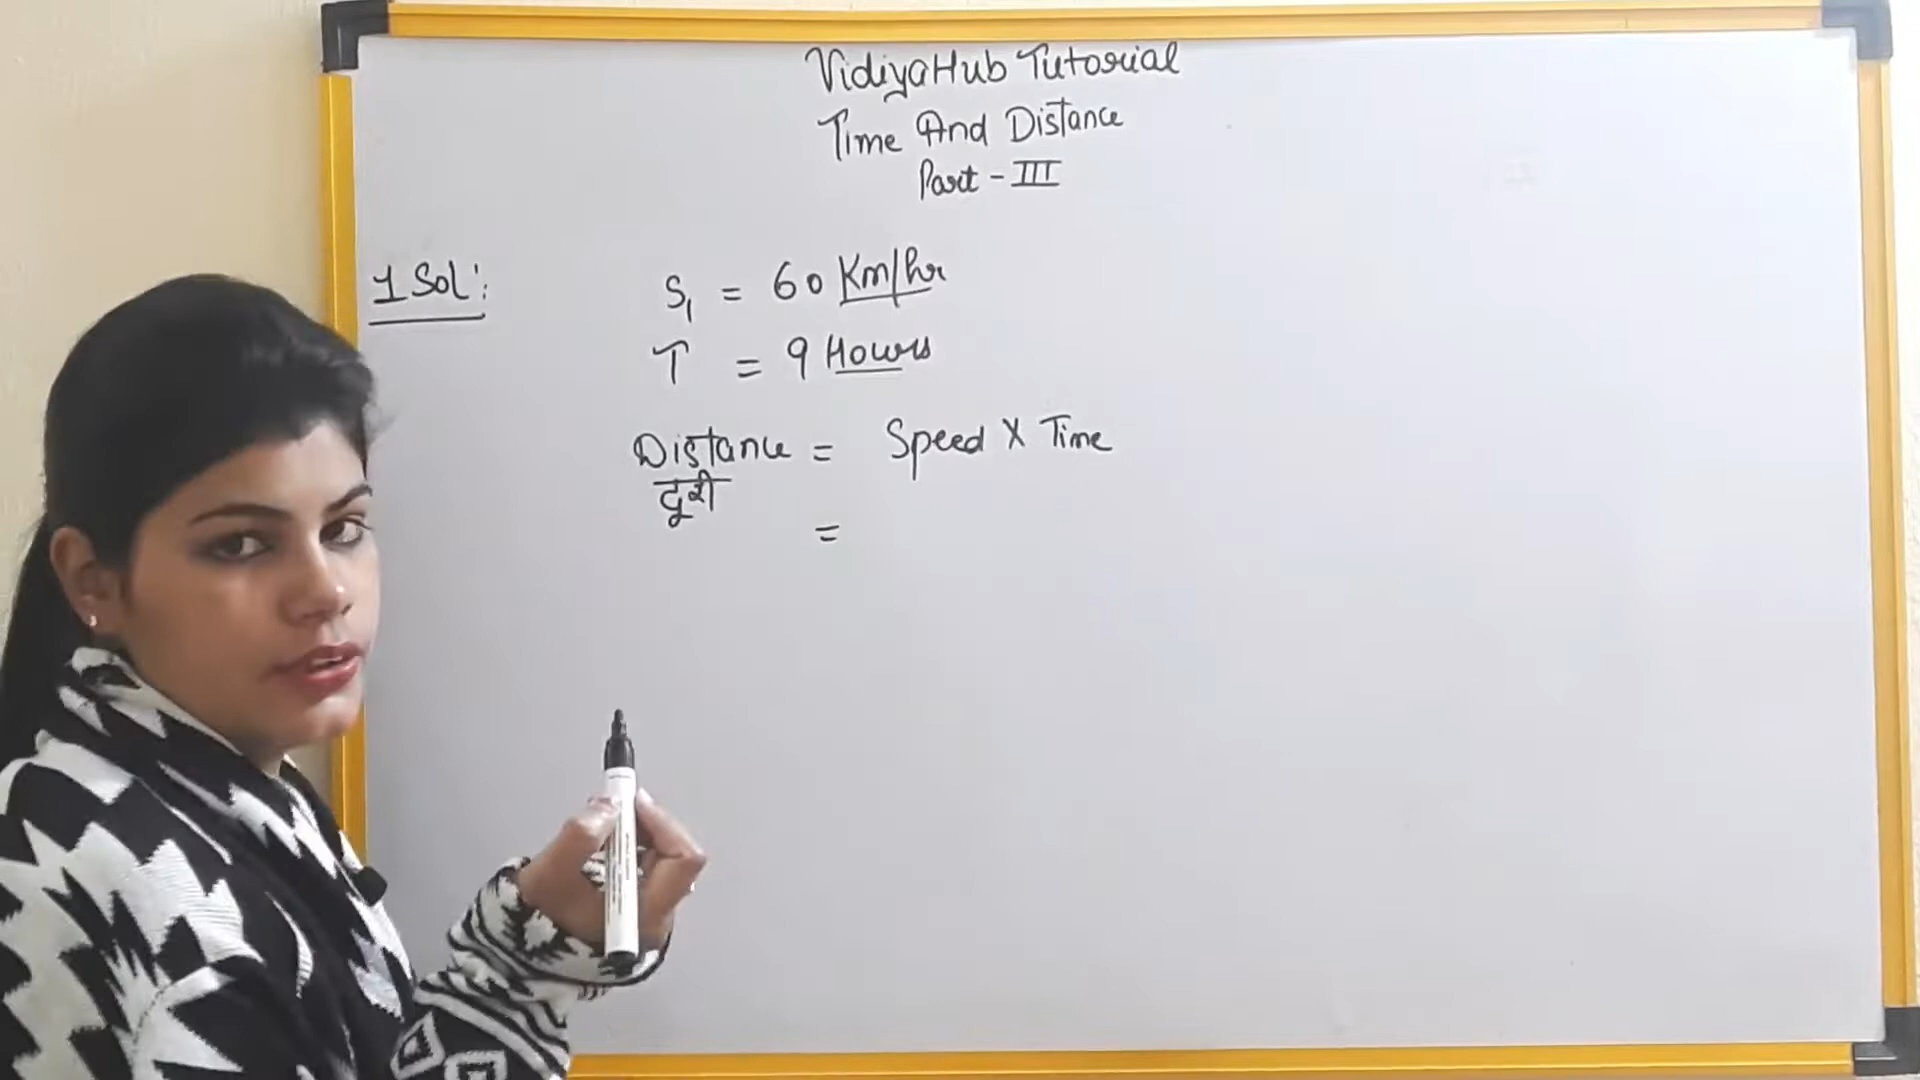 VidiyaHub Tutorial
Time And Distance
Part - III
1 Sol:
S₁ = 60 Km/hr
T = 9 Hours
Distance = Speed X Time
दूरी
=